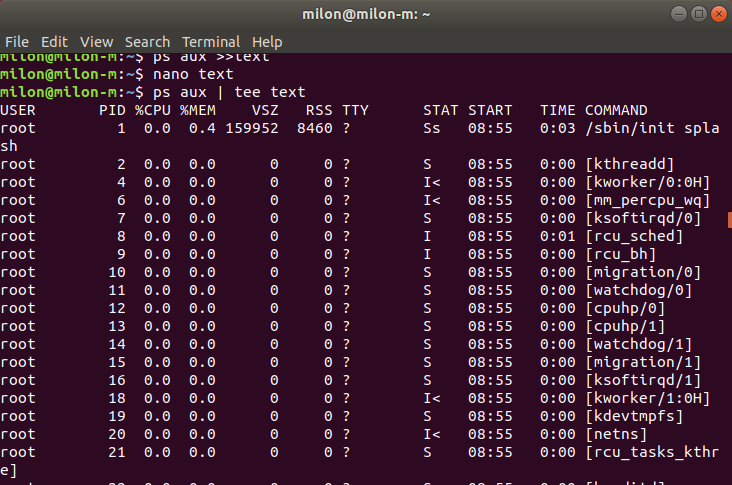 milon@milon-m: ~
File Edit View Search Terminal Help
milon@milon-m:~$ ps aux >>text
milon@milon-m:~$ nano text
milon@milon-m:~$ ps aux | tee text
USER       PID %CPU %MEM    VSZ   RSS TTY      STAT START   TIME COMMAND
root         1  0.0  0.4 159952  8460 ?        Ss   08:55   0:03 /sbin/init spla
sh
root         2  0.0  0.0      0     0 ?        S    08:55   0:00 [kthreadd]
root         4  0.0  0.0      0     0 ?        I<   08:55   0:00 [kworker/0:0H]
root         6  0.0  0.0      0     0 ?        I<   08:55   0:00 [mm_percpu_wq]
root         7  0.0  0.0      0     0 ?        S    08:55   0:00 [ksoftirqd/0]
root         8  0.0  0.0      0     0 ?        I    08:55   0:01 [rcu_sched]
root         9  0.0  0.0      0     0 ?        I    08:55   0:00 [rcu_bh]
root        10  0.0  0.0      0     0 ?        S    08:55   0:00 [migration/0]
root        11  0.0  0.0      0     0 ?        S    08:55   0:00 [watchdog/0]
root        12  0.0  0.0      0     0 ?        S    08:55   0:00 [cpuhp/0]
root        13  0.0  0.0      0     0 ?        S    08:55   0:00 [cpuhp/1]
root        14  0.0  0.0      0     0 ?        S    08:55   0:00 [watchdog/1]
root        15  0.0  0.0      0     0 ?        S    08:55   0:00 [migration/1]
root        16  0.0  0.0      0     0 ?        S    08:55   0:00 [ksoftirqd/1]
root        18  0.0  0.0      0     0 ?        I<   08:55   0:00 [kworker/1:0H]
root        19  0.0  0.0      0     0 ?        S    08:55   0:00 [kdevtmpfs]
root        20  0.0  0.0      0     0 ?        I<   08:55   0:00 [netns]
root        21  0.0  0.0      0     0 ?        S    08:55   0:00 [rcu_tasks_kthr
e]